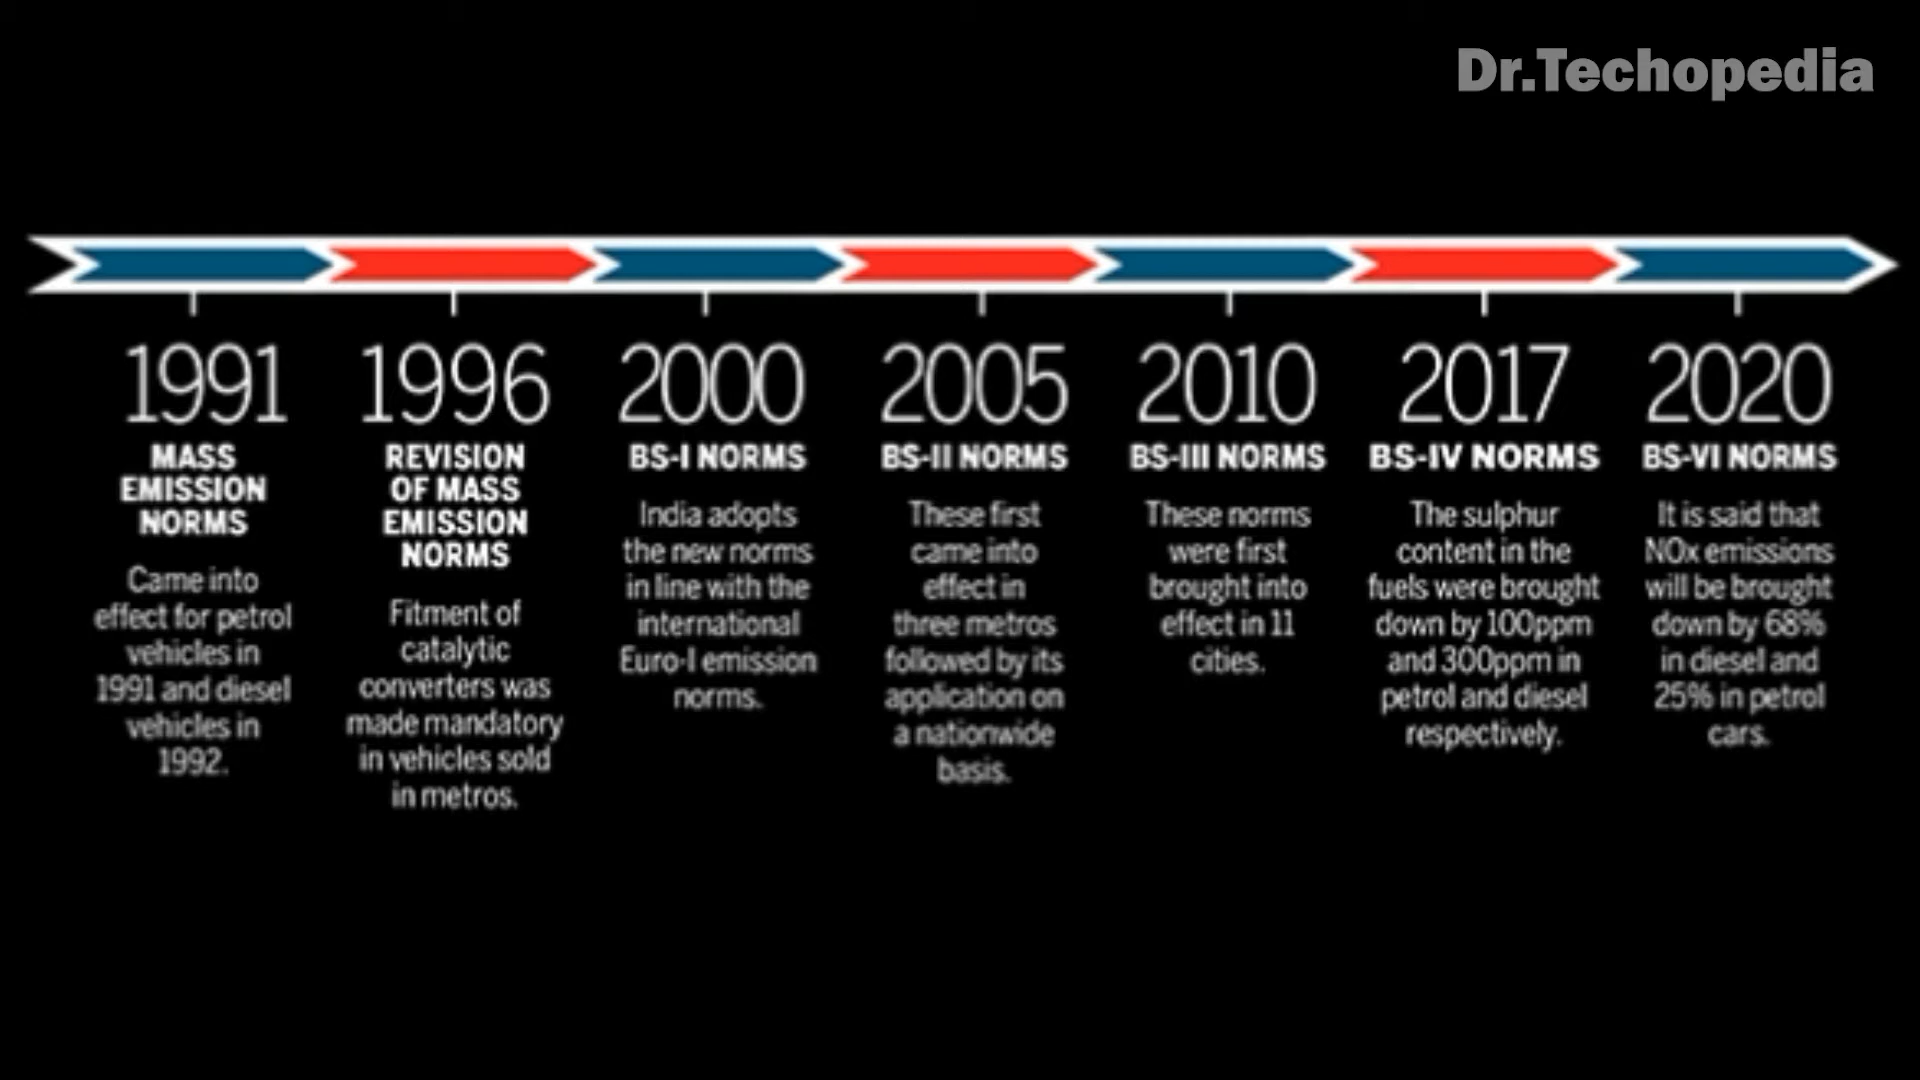 Dr.Techopedia
1991
MASS
EMISSION
NORMS
Came into
effect for petrol
vehicles in
1991 and diesel
vehicles in
1992.
1996
REVISION
OF MASS
EMISSION
NORMS
Fitment of
catalytic
converters was
made mandatory
in vehicles sold
in metros.
2000
BS-I NORMS
India adopts
the new norms
in line with the
international
Euro-I emission
norms.
2005
BS-II NORMS
These first
came into
effect in
three metros
followed by its
application on
a nationwide
basis.
2010
BS-III NORMS
These norms
were first
brought into
effect in 11
cities.
2017
BS-IV NORMS
The sulphur
content in the
fuels were brought
down by 100ppm
and 300ppm in
petrol and diesel
respectively.
2020
BS-VI NORMS
It is said that
NOx emissions
will be brought
down by 68%
in diesel and
25% in petrol
cars.